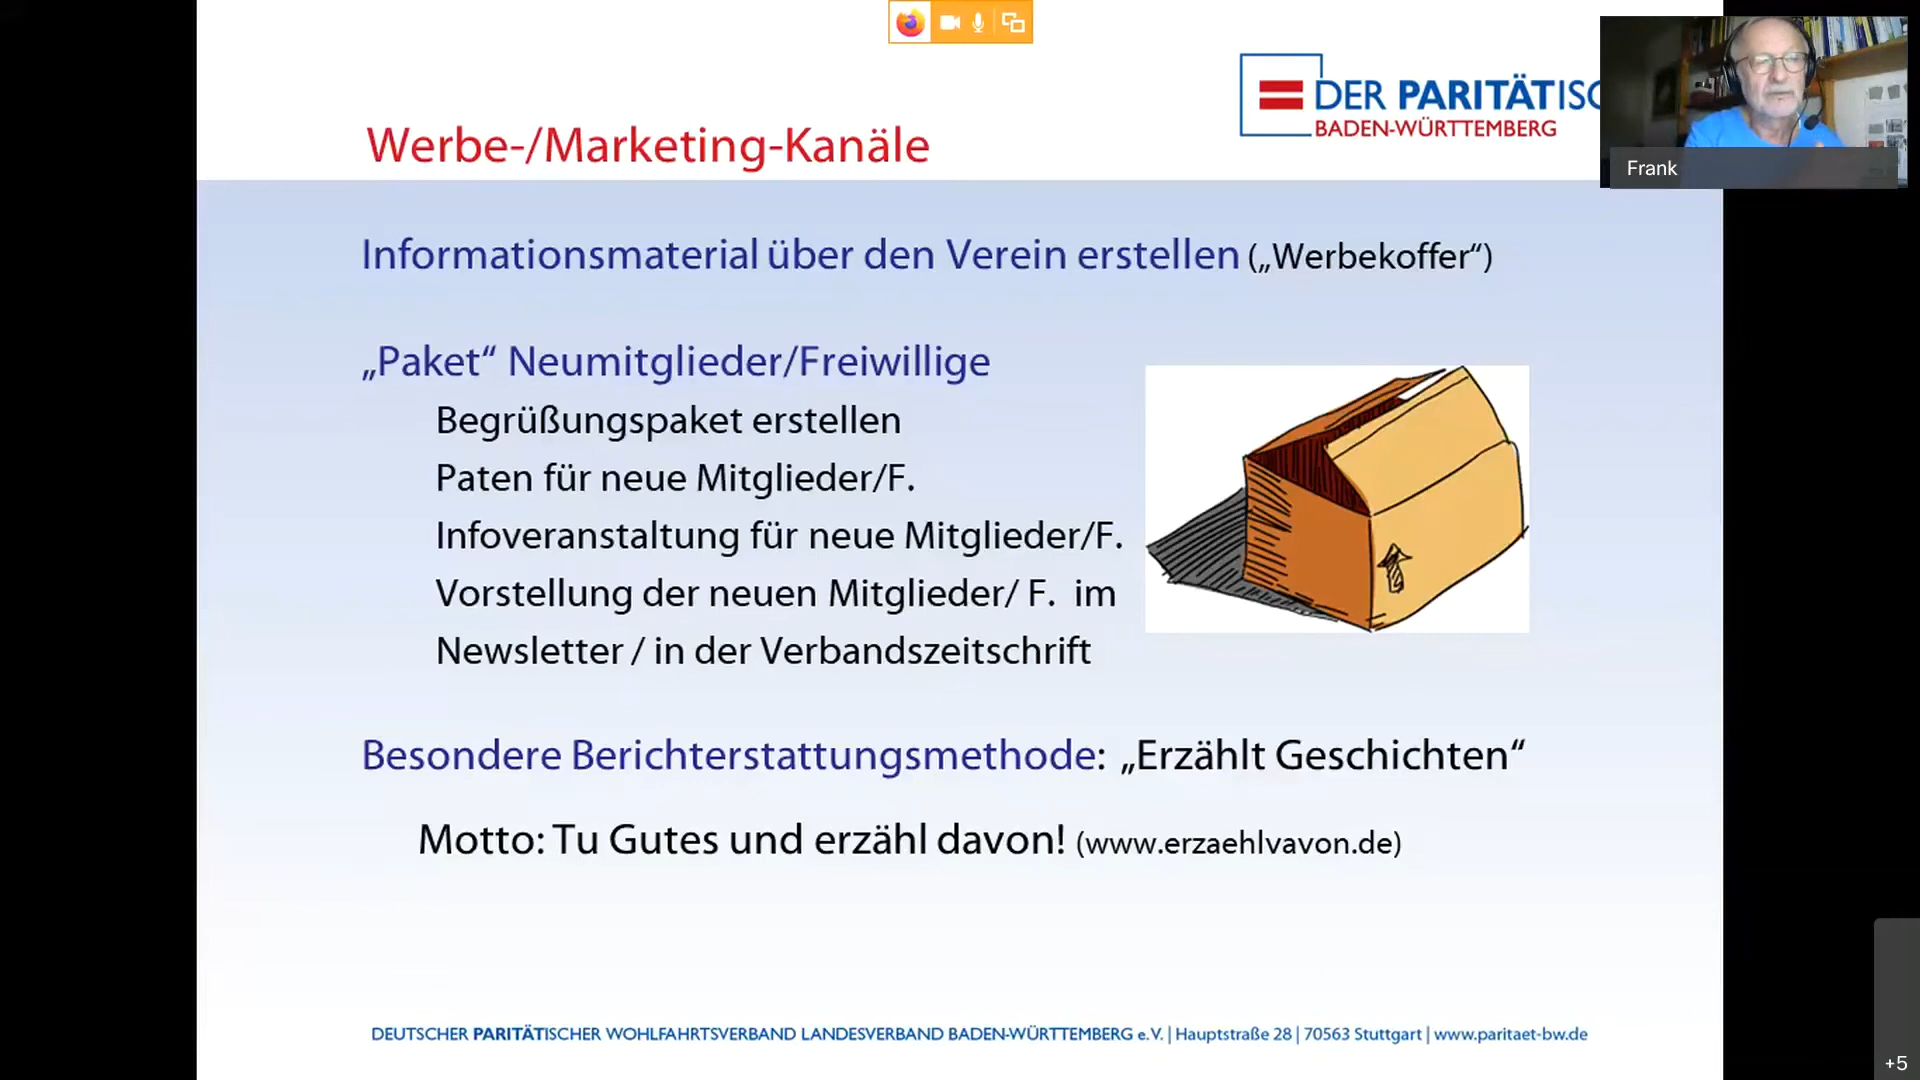 DER PARITÄTISC
BADEN-WÜRTTEMBERG
Frank
Werbe-/Marketing-Kanäle
Informationsmaterial über den Verein erstellen („Werbekoffer“)
„Paket“ Neumitglieder/Freiwillige
Begrüßungspaket erstellen
Paten für neue Mitglieder/F.
Infoveranstaltung für neue Mitglieder/F.
Vorstellung der neuen Mitglieder/ F. im
Newsletter / in der Verbandszeitschrift
Besondere Berichterstattungsmethode: „Erzählt Geschichten“
Motto: Tu Gutes und erzähl davon! (www.erzaehlvavon.de)
DEUTSCHER PARITÄTISCHER WOHLFAHRTSVERBAND LANDESVERBAND BADEN-WÜRTTEMBERG e.V. | Hauptstraße 28 | 70563 Stuttgart | www.paritaet-bw.de
+5